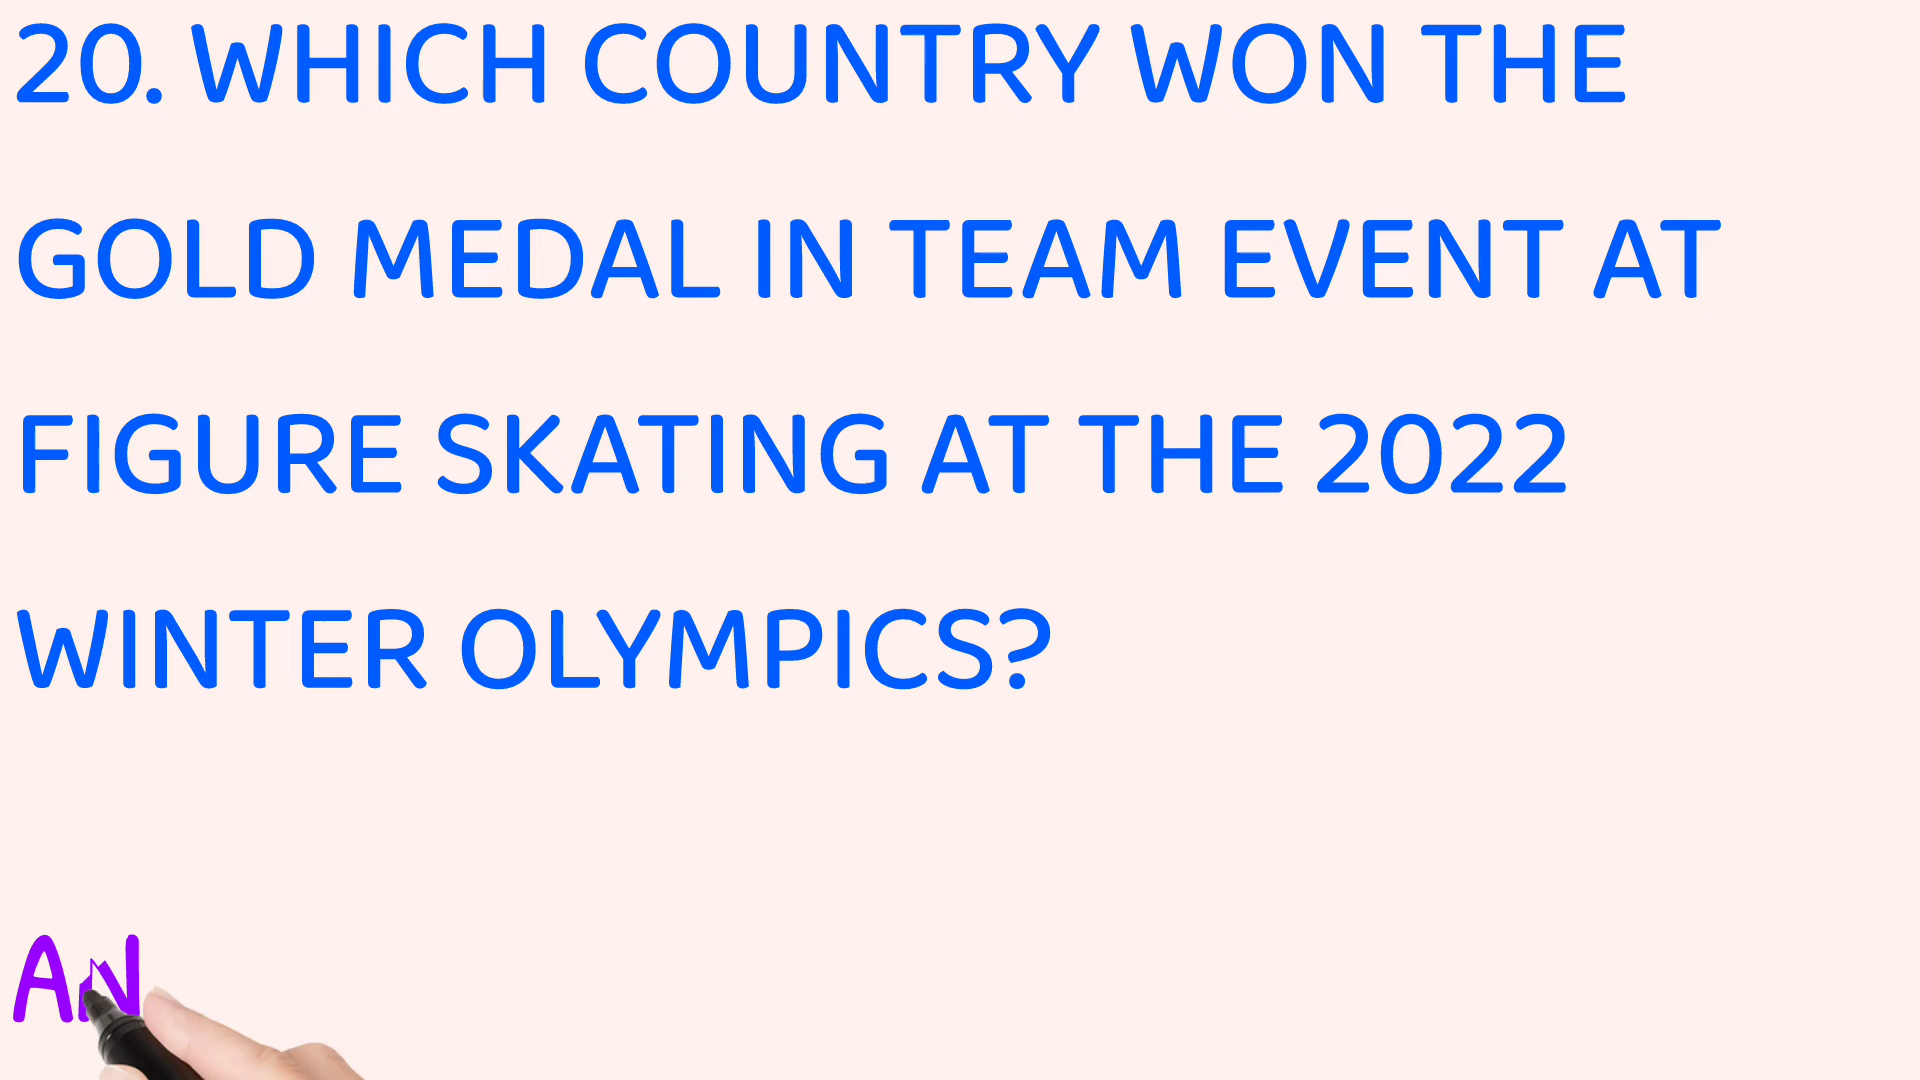 20. WHICH COUNTRY WON THE
GOLD MEDAL IN TEAM EVENT AT
FIGURE SKATING AT THE 2022
WINTER OLYMPICS?
AN